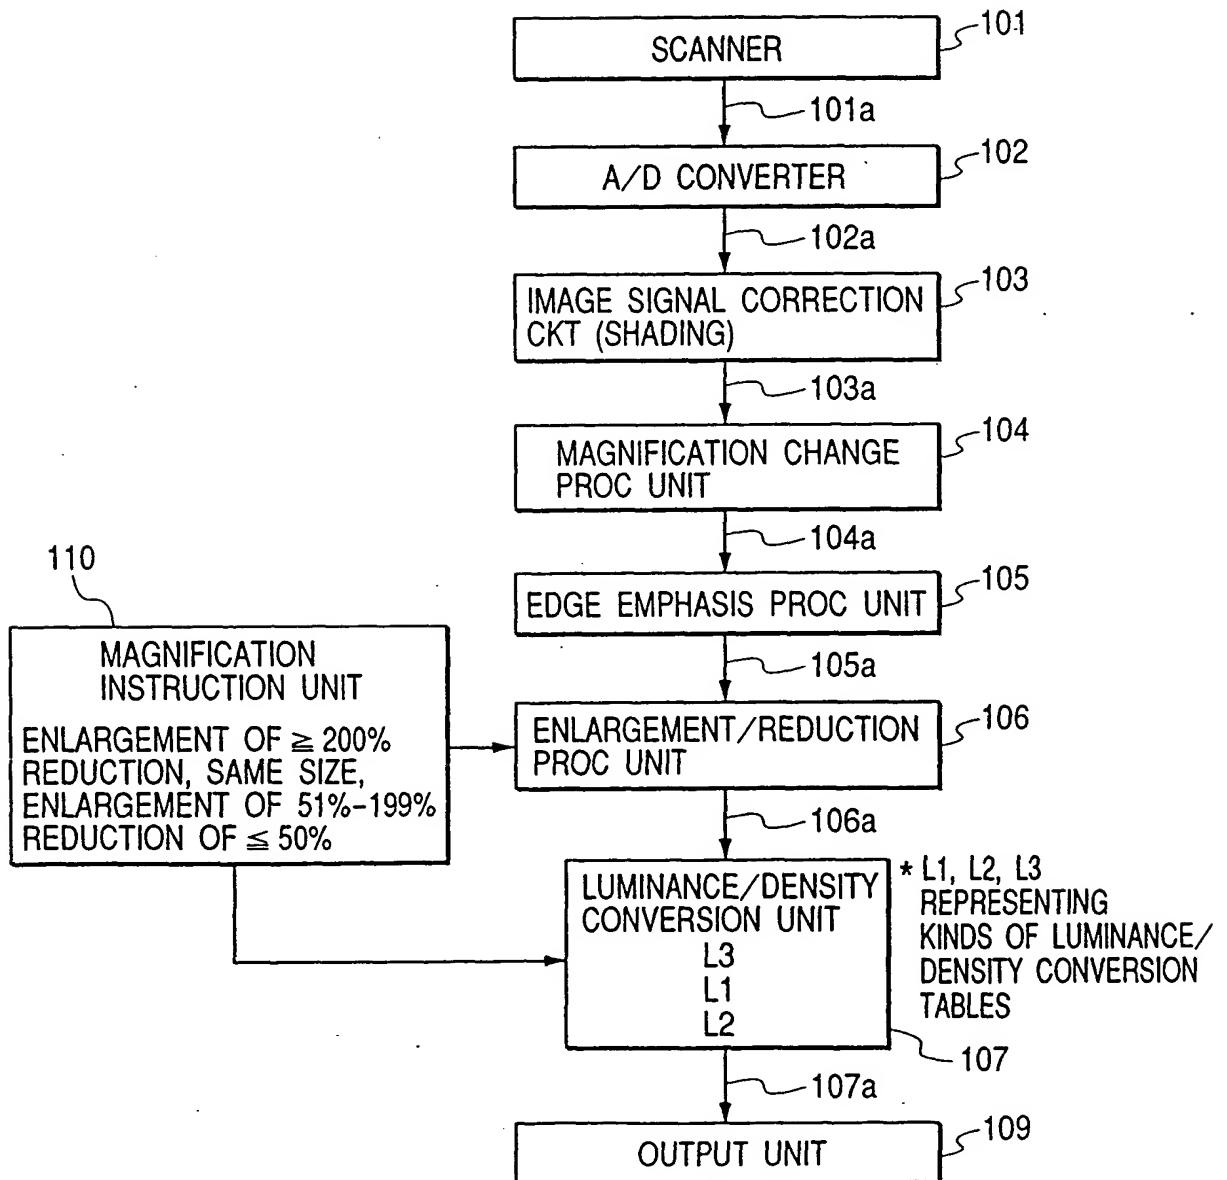 SCANNER
101
101a
A/D CONVERTER
102
102a
IMAGE SIGNAL CORRECTION
CKT (SHADING)
103
103a
MAGNIFICATION CHANGE
PROC UNIT
104
104a
EDGE EMPHASIS PROC UNIT
105
105a
110
MAGNIFICATION
INSTRUCTION UNIT
ENLARGEMENT OF ≧ 200%
REDUCTION, SAME SIZE,
ENLARGEMENT OF 51%-199%
REDUCTION OF ≦ 50%
ENLARGEMENT/REDUCTION
PROC UNIT
106
106a
LUMINANCE/DENSITY
CONVERSION UNIT
L3
L1
L2
* L1, L2, L3
REPRESENTING
KINDS OF LUMINANCE/
DENSITY CONVERSION
TABLES
107
107a
OUTPUT UNIT
109